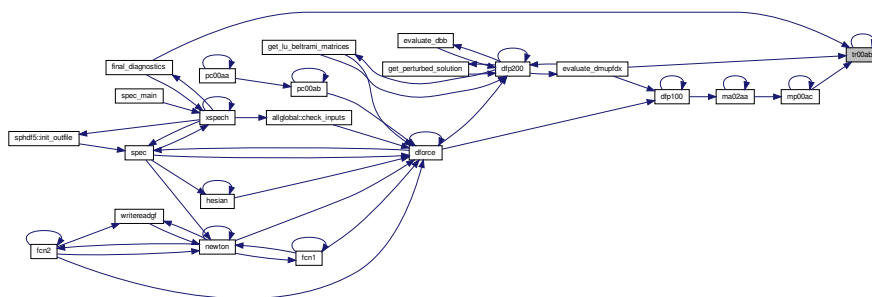 evaluate_dbb
get_lu_beltrami_matrices
tr00ab
final_diagnostics
get_perturbed_solution
dfp200
evaluate_dmupfdx
pc00aa
pc00ab
spec_main
dfp100
ma02aa
mp00ac
xspech
allglobal::check_inputs
sphdf5::init_outfile
spec
dforce
hesian
writereadgf
fcn2
newton
fcn1